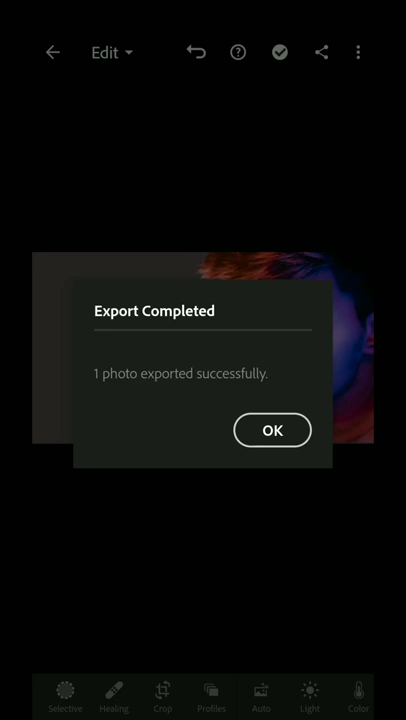 Edit
Export Completed
1 photo exported successfully.
OK
Selective Healing Crop Profiles Auto Light Color